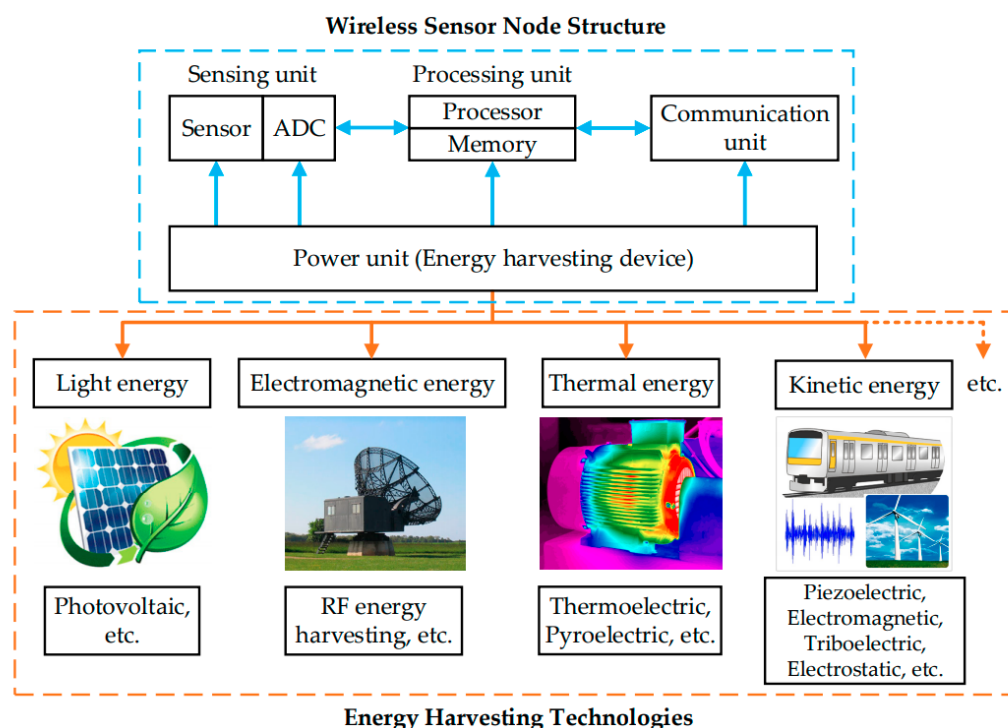 Wireless Sensor Node Structure
Sensing unit
Processing unit
Sensor
ADC
Processor
Memory
Communication
unit
Power unit (Energy harvesting device)
Light energy
Electromagnetic energy
Thermal energy
Kinetic energy
etc.
Photovoltaic,
etc.
RF energy
harvesting, etc.
Thermoelectric,
Pyroelectric, etc.
Piezoelectric,
Electromagnetic,
Triboelectric,
Electrostatic, etc.
Energy Harvesting Technologies